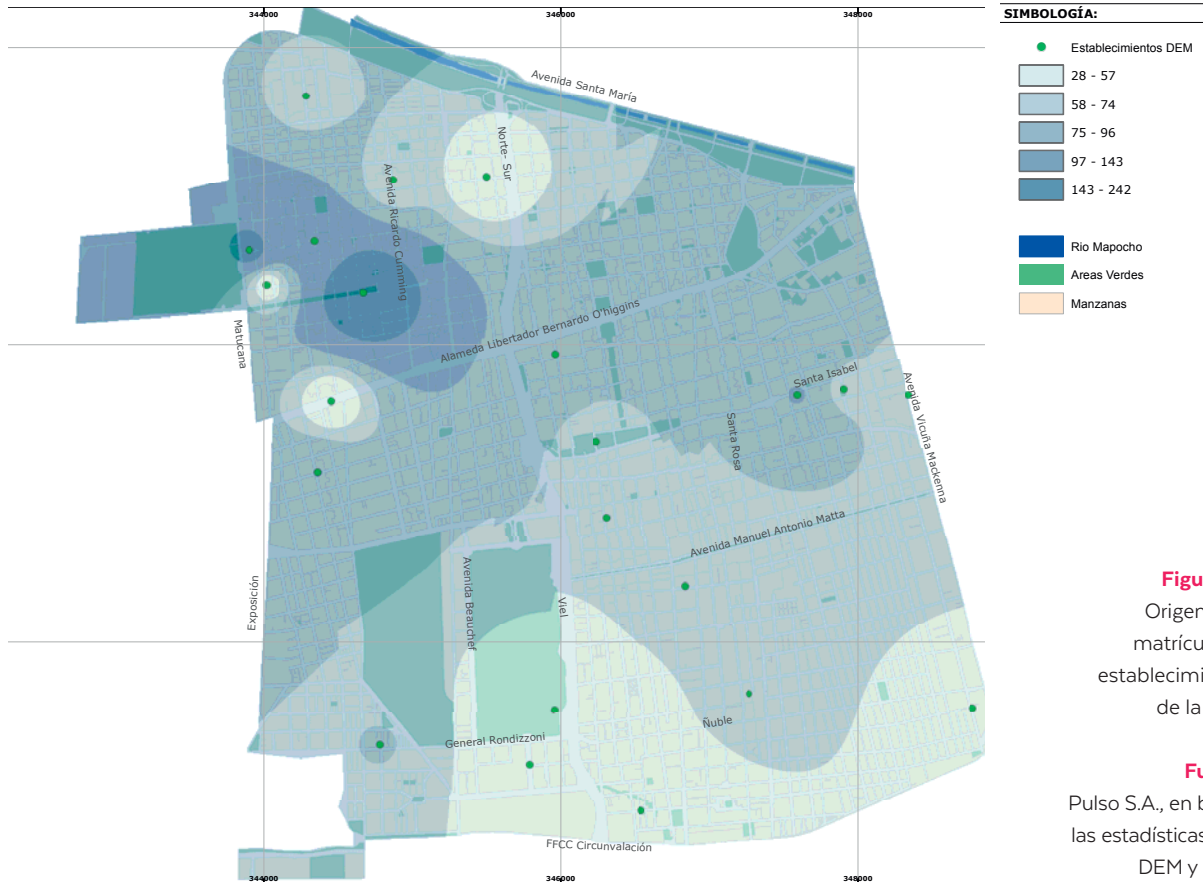 344000
346000
348000
SIMBOLOGÍA:
Establecimientos DEM
28 - 57
58 - 74
75 - 96
97 - 143
143 - 242
Rio Mapocho
Areas Verdes
Manzanas
Avenida Santa María
Norte- Sur
Avenida Ricardo Cumming
Alameda Libertador Bernardo O'higgins
Matucana
Santa Isabel
Avenida Vicuña Mackenna
Santa Rosa
Avenida Manuel Antonio Matta
Exposición
Avenida Beauchef
Viel
Ñuble
General Rondizzoni
FFCC Circunvalación
344000
346000
348000
Figu
Origen
matrícu
establecimi
de la
Fu
Pulso S.A., en b
las estadísticas
DEM y